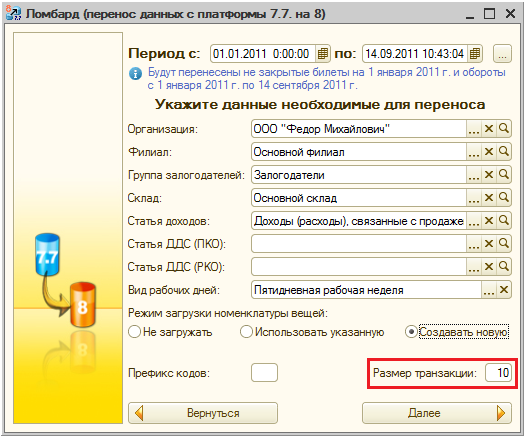 Ломбард (перенос данных с платформы 7.7. на 8)
Период с: 01.01.2011 0:00:00 по: 14.09.2011 10:43:04 ...
Будут перенесены не закрытые билеты на 1 января 2011 г. и обороты
с 1 января 2011 г. по 14 сентября 2011 г.
Укажите данные необходимые для переноса
Организация: ООО "Федор Михайлович" ...
Филиал: Основной филиал ...
Группа залогодателей: Залогодатели ...
Склад: Основной склад ...
Статья доходов: Доходы (расходы), связанные с продаже ...
Статья ДДС (ПКО): ...
Статья ДДС (РКО): ...
Вид рабочих дней: Пятидневная рабочая неделя ...
7.7
8
Режим загрузки номенклатуры вещей:
Не загружать Использовать указанную Создавать новую
Префикс кодов: Размер транзакции: 10
Вернуться Далее